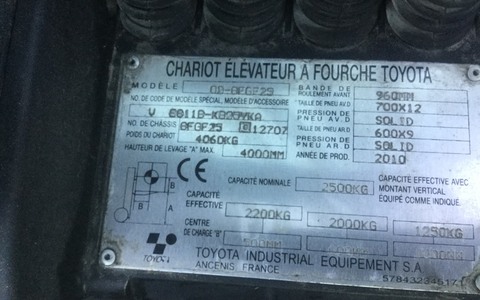 CHARIOT ÉLÉVATEUR À FOURCHE TOYOTA
MODÈLE 8FGF25 BANDE DE ROULEMENT AVANT 960MM
NO. DE CODE DE MODÈLE SPÉCIAL, MODÈLE D'ACCESSOIRE TAILLE DE PNEU AV.D 700X12
V PRESSION DE PNEU AV.D SOLID
NO. DE CHASSIS 8FGF25 12707 TAILLE DE PNEU AR.D 600X9
POIDS DU CHARIOT 4060KG PRESSION DE PNEU AR.D SOLID
HAUTEUR DE LEVAGE "A" MAX. 4000MM ANNÉE DE PROD. 2010
CE CAPACITÉ NOMINALE 2500KG CAPACITÉ EFFECTIVE AVEC MONTANT VERTICAL ÉQUIPÉ COMME INDIQUÉ.
CAPACITÉ EFFECTIVE 2200KG 2000KG 1250KG
CENTRE DE CHARGE "B"
B B A
TOYOTA
TOYOTA INDUSTRIAL EQUIPEMENT S.A
ANCENIS, FRANCE